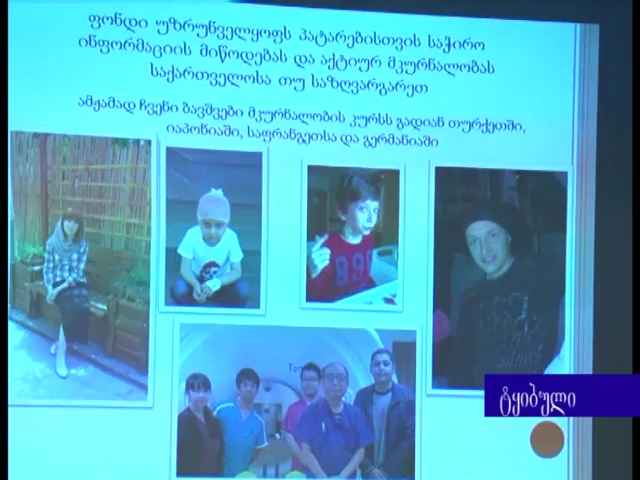 ფონდი უზრუნველყოფს პატარებისთვის საჭირო
ინფორმაციის მიწოდებას და აქტიურ მკურნალობას
საქართველოსა თუ საზღვარგარეთ
ამჟამად ჩვენი ბავშვები მკურნალობის კურსს გადიან თურქეთში,
იაპონიაში, საფრანგეთსა და გერმანიაში
ტყიბული